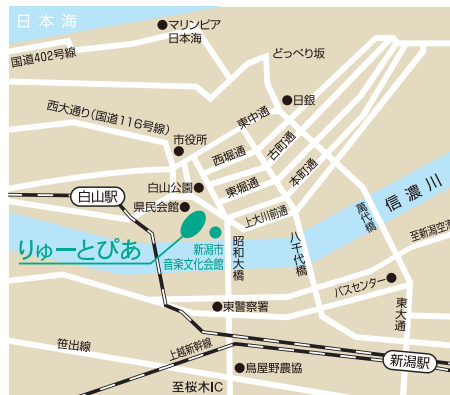 日本海
マリンピア
日本海
国道402号線
どっぺり坂
日銀
西大通り(国道116号線)
東中通
市役所
古町通
西堀通
本町通
白山公園
東堀通
白山駅
県民会館
上大川前通
信濃川
萬代橋
りゅーとぴあ
新潟市
音楽文化会館
昭和大橋
八千代橋
至新潟空港
バスセンター
東警察署
東大通
笹出線
上越新幹線
新潟駅
鳥屋野農協
至桜木IC